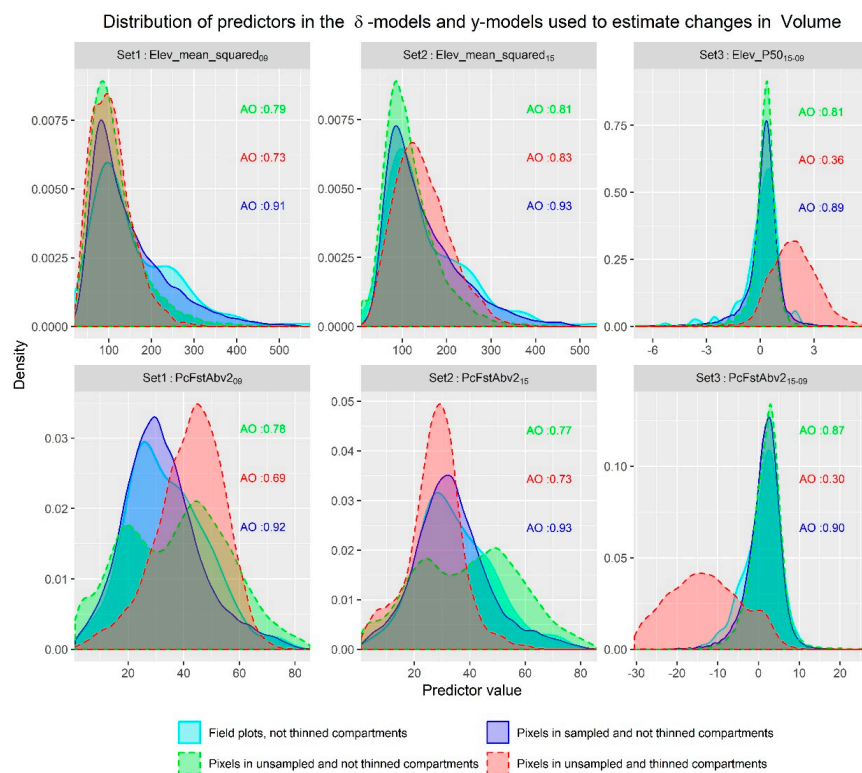 Distribution of predictors in the δ-models and y-models used to estimate changes in Volume
Set1 : Elev_mean_squared₀₉
Set2 : Elev_mean_squared₁₅
Set3 : Elev_P50₁₅₋₀₉
AO :0.79
AO :0.73
AO :0.91
AO :0.81
AO :0.83
AO :0.93
AO :0.81
AO :0.36
AO :0.89
0.0075
0.0050
0.0025
0.0000
0.0075
0.0050
0.0025
0.0000
0.75
0.50
0.25
0.00
100 200 300 400 500
100 200 300 400 500
-6 -3 0 3
Density
Set1 : PcFstAbv2₀₉
Set2 : PcFstAbv2₁₅
Set3 : PcFstAbv2₁₅₋₀₉
AO :0.78
AO :0.69
AO :0.92
AO :0.77
AO :0.73
AO :0.93
AO :0.87
AO :0.30
AO :0.90
0.03
0.02
0.01
0.00
0.05
0.04
0.03
0.02
0.01
0.00
0.10
0.05
0.00
20 40 60 80
20 40 60 80
-30 -20 -10 0 10 20
Predictor value
Field plots, not thinned compartments
Pixels in sampled and not thinned compartments
Pixels in unsampled and not thinned compartments
Pixels in unsampled and thinned compartments